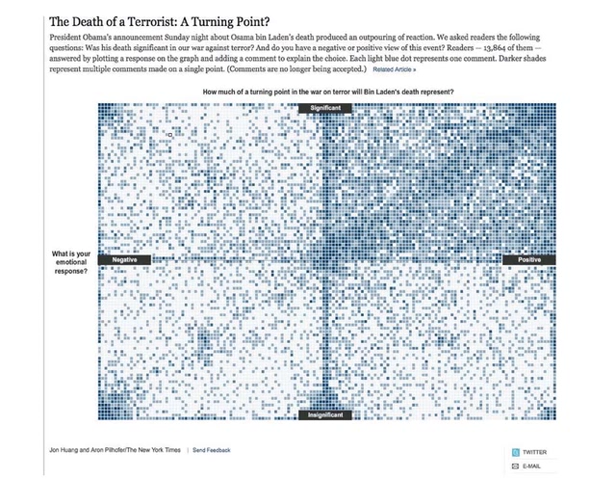 The Death of a Terrorist: A Turning Point?
President Obama's announcement Sunday night about Osama bin Laden's death produced an outpouring of reaction. We asked readers the following
questions: Was his death significant in our war against terror? And do you have a negative or positive view of this event? Readers — 13,864 of them —
answered by plotting a response on the graph and adding a comment to explain the choice. Each light blue dot represents one comment. Darker shades
represent multiple comments made on a single point. (Comments are no longer being accepted.) Related Article »
How much of a turning point in the war on terror will Bin Laden's death represent?
Significant
What is your
emotional
response?
Negative
Positive
Insignificant
Jon Huang and Aron Pilhofer/The New York Times | Send Feedback
TWITTER
E-MAIL